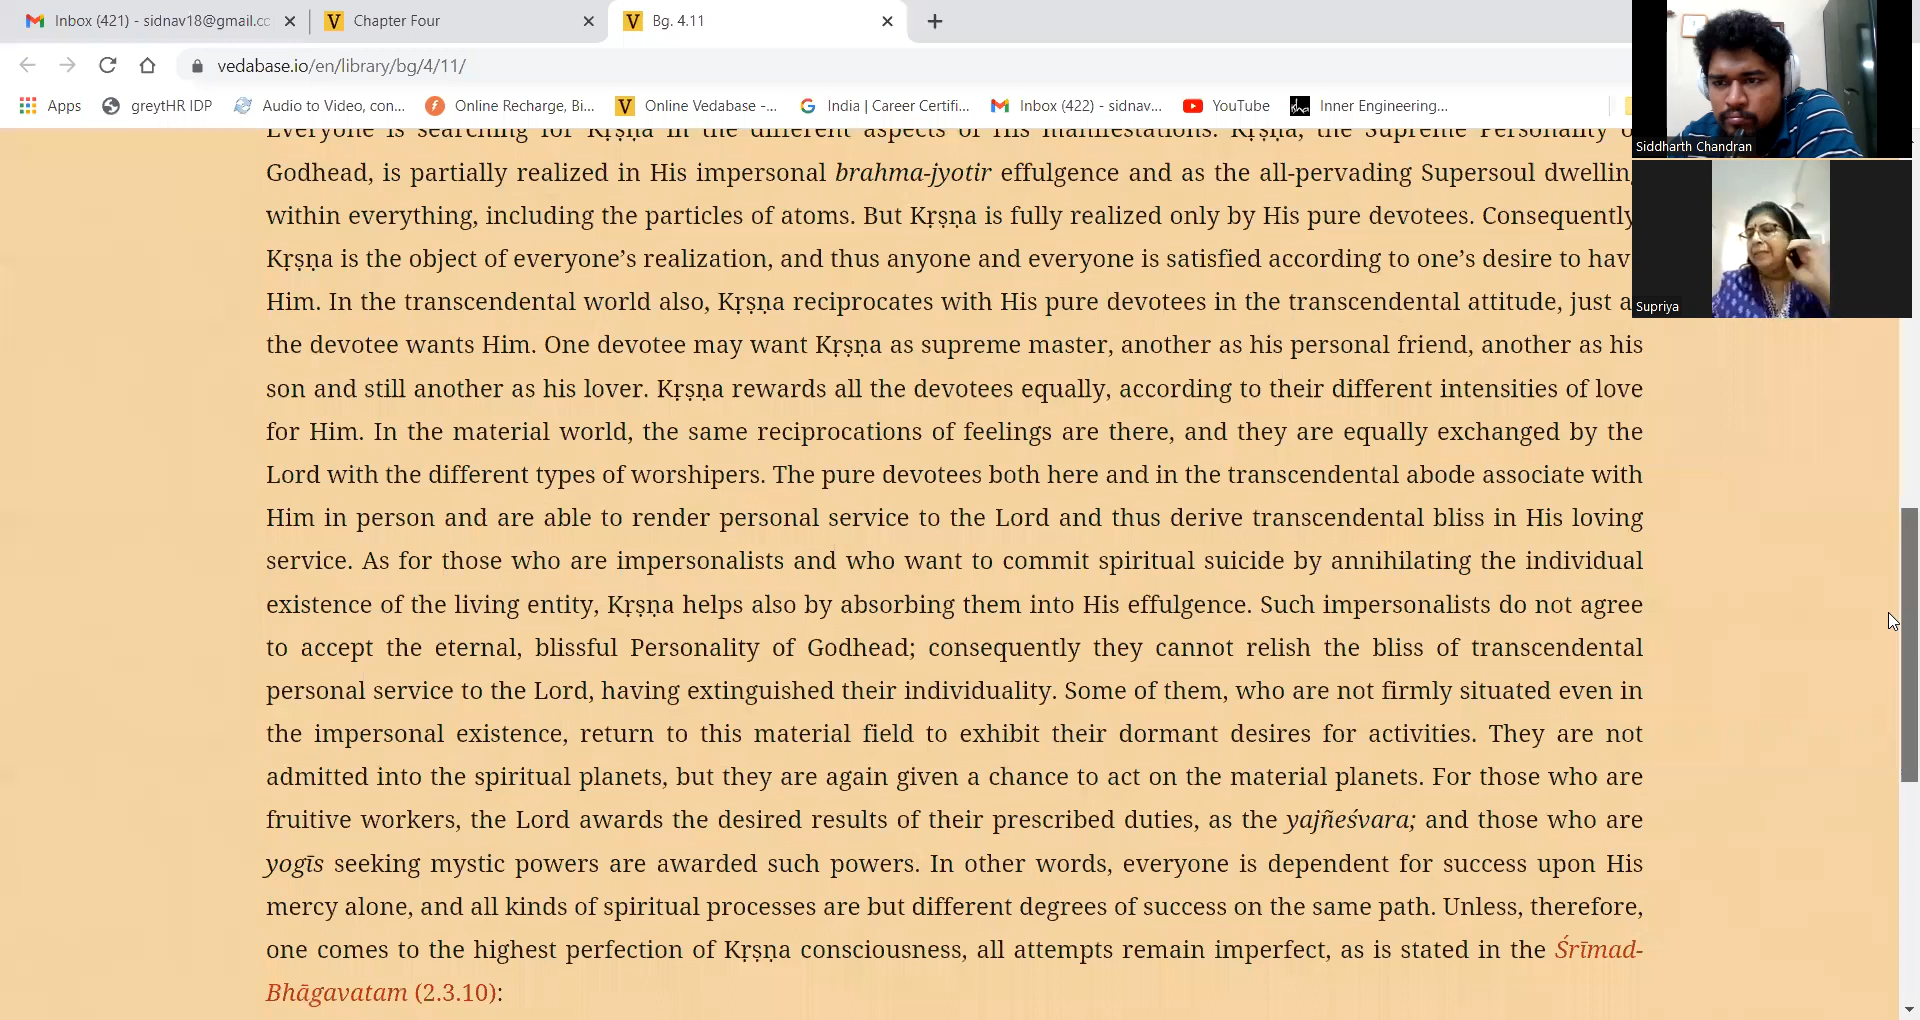 Inbox (421) - sidnav18@gmail.cc
Chapter Four
Bg. 4.11
vedabase.io/en/library/bg/4/11/
Apps greytHR IDP Audio to Video, con... Online Recharge, Bi... Online Vedabase -... India | Career Certifi... Inbox (422) - sidnav... YouTube Inner Engineering...
Siddharth Chandran
Supriya
Everyone is searching for Kṛṣṇa in the different aspects of His manifestations. Kṛṣṇa, the Supreme Personality o
Godhead, is partially realized in His impersonal brahma-jyotir effulgence and as the all-pervading Supersoul dwellin
within everything, including the particles of atoms. But Kṛṣṇa is fully realized only by His pure devotees. Consequently
Kṛṣṇa is the object of everyone’s realization, and thus anyone and everyone is satisfied according to one’s desire to hav
Him. In the transcendental world also, Kṛṣṇa reciprocates with His pure devotees in the transcendental attitude, just a
the devotee wants Him. One devotee may want Kṛṣṇa as supreme master, another as his personal friend, another as his
son and still another as his lover. Kṛṣṇa rewards all the devotees equally, according to their different intensities of love
for Him. In the material world, the same reciprocations of feelings are there, and they are equally exchanged by the
Lord with the different types of worshipers. The pure devotees both here and in the transcendental abode associate with
Him in person and are able to render personal service to the Lord and thus derive transcendental bliss in His loving
service. As for those who are impersonalists and who want to commit spiritual suicide by annihilating the individual
existence of the living entity, Kṛṣṇa helps also by absorbing them into His effulgence. Such impersonalists do not agree
to accept the eternal, blissful Personality of Godhead; consequently they cannot relish the bliss of transcendental
personal service to the Lord, having extinguished their individuality. Some of them, who are not firmly situated even in
the impersonal existence, return to this material field to exhibit their dormant desires for activities. They are not
admitted into the spiritual planets, but they are again given a chance to act on the material planets. For those who are
fruitive workers, the Lord awards the desired results of their prescribed duties, as the yajñeśvara; and those who are
yogīs seeking mystic powers are awarded such powers. In other words, everyone is dependent for success upon His
mercy alone, and all kinds of spiritual processes are but different degrees of success on the same path. Unless, therefore,
one comes to the highest perfection of Kṛṣṇa consciousness, all attempts remain imperfect, as is stated in the Śrīmad-
Bhāgavatam (2.3.10):